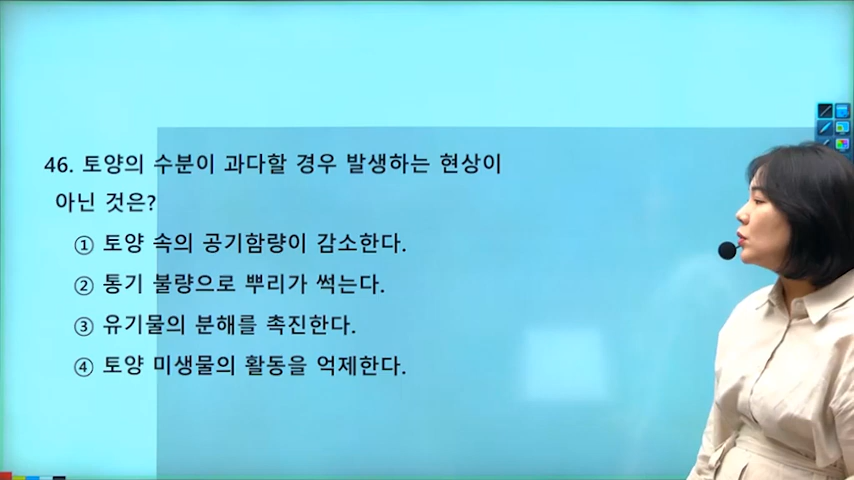 46. 토양의 수분이 과다할 경우 발생하는 현상이
아닌 것은?
① 토양 속의 공기함량이 감소한다.
② 통기 불량으로 뿌리가 썩는다.
③ 유기물의 분해를 촉진한다.
④ 토양 미생물의 활동을 억제한다.